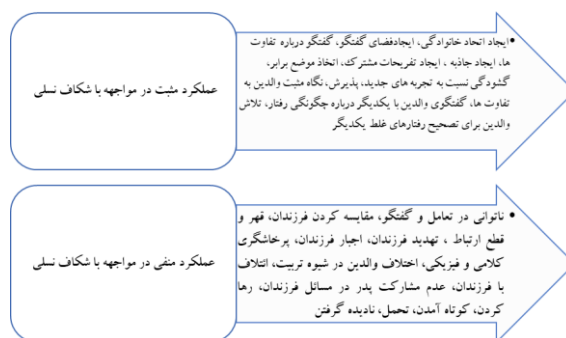 عملکرد مثبت در مواجهه با شکاف نسلی
•ایجاد اتحاد خانوادگی، ایجادفضای گفتگو، گفتگو درباره تفاوت
ها، ایجاد جاذبه ، ایجاد تفریحات مشترک، اتخاذ موضع برابر،
گشودگی نسبت به تجربه های جدید، پذیرش، نگاه مثبت والدین به
تفاوت ها، گفتگوی والدین با یکدیگر درباره چگونگی رفتار، تلاش
والدین برای تصحیح رفتارهای غلط یکدیگر
عملکرد منفی در مواجهه با شکاف نسلی
• ناتوانی در تعامل و گفتگو، مقایسه کردن فرزندان، قهر و
قطع ارتباط ، تهدید فرزندان، اجبار فرزندان، پرخاشگری
کلامی و فیزیکی، اختلاف والدین در شیوه تربیت، ائتلاف
با فرزندان، عدم مشارکت پدر در مسائل فرزندان، رها
کردن، کوتاه آمدن، تحمل، نادیده گرفتن